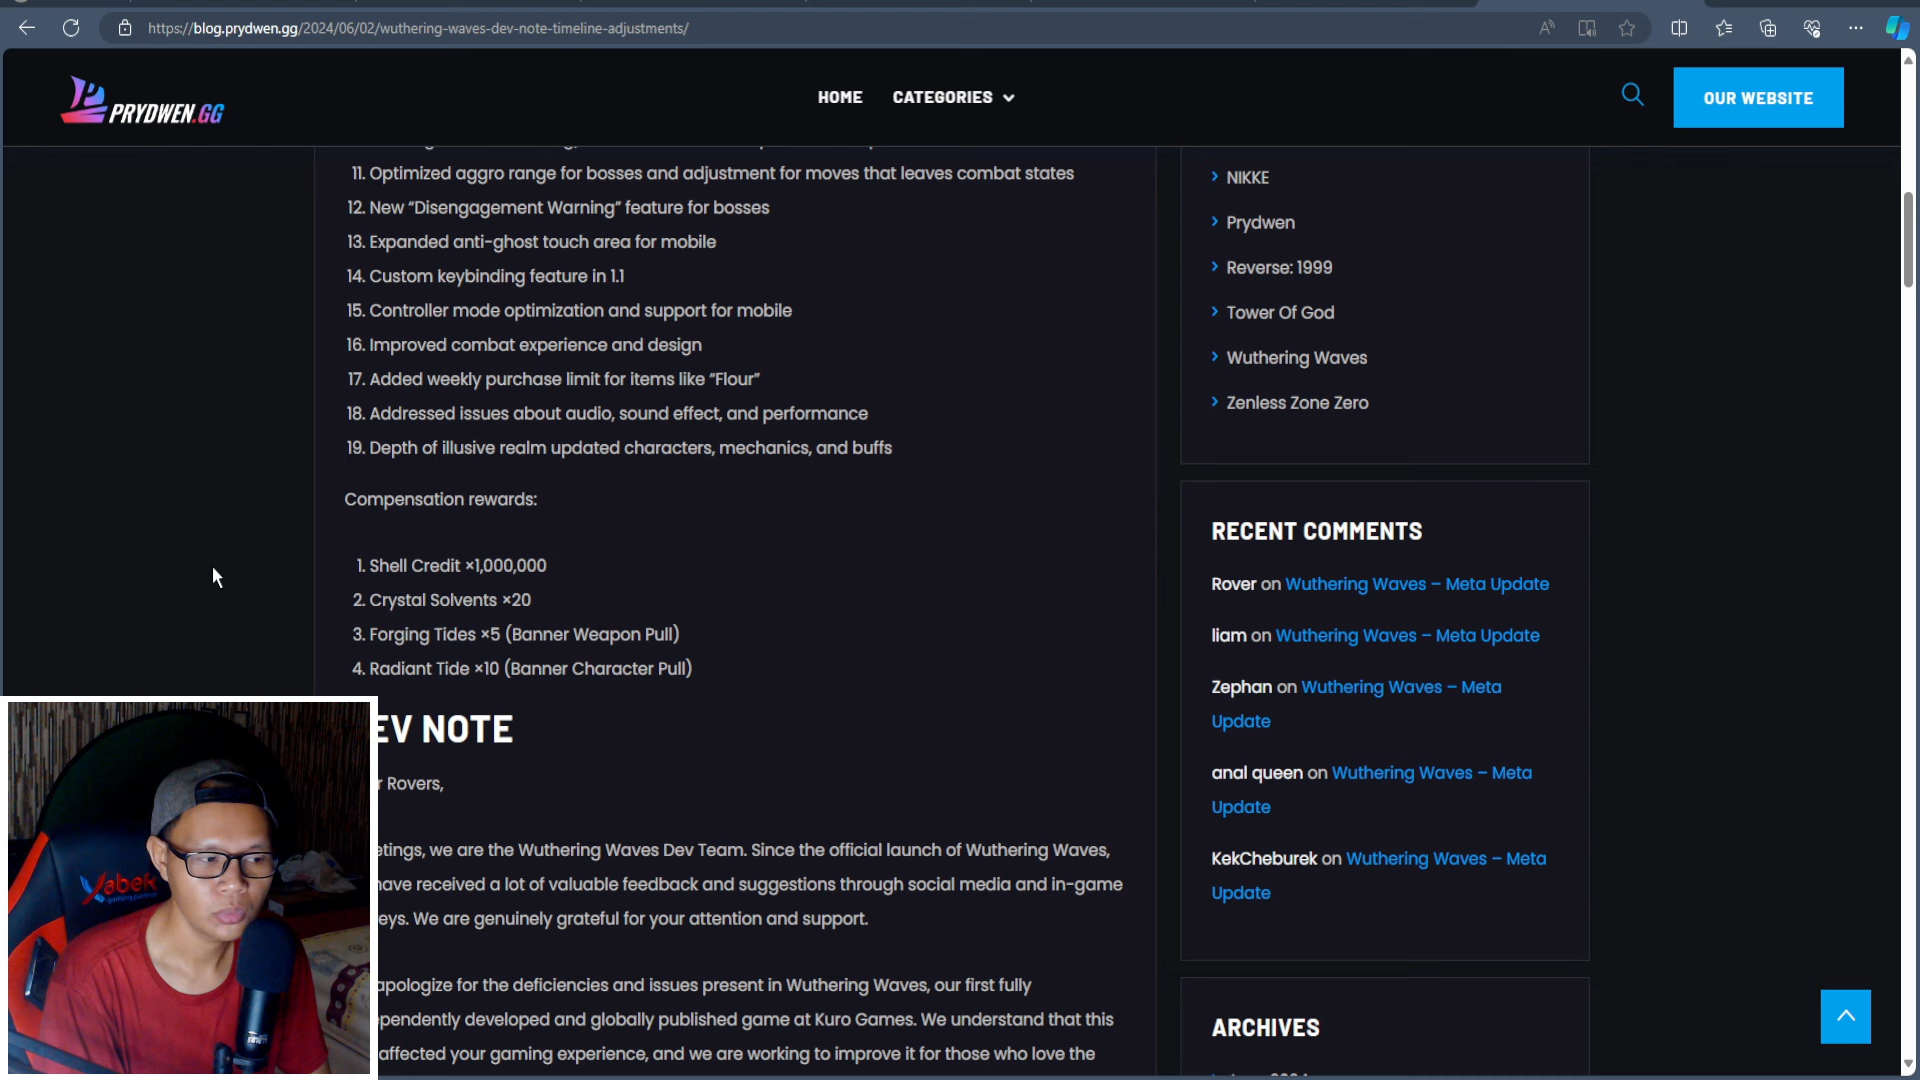 https://blog.prydwen.gg/2024/06/02/wuthering-waves-dev-note-timeline-adjustments/
PRYDWEN.GG
HOME
CATEGORIES
OUR WEBSITE
11. Optimized aggro range for bosses and adjustment for moves that leaves combat states
12. New “Disengagement Warning” feature for bosses
13. Expanded anti-ghost touch area for mobile
14. Custom keybinding feature in 1.1
15. Controller mode optimization and support for mobile
16. Improved combat experience and design
17. Added weekly purchase limit for items like “Flour”
18. Addressed issues about audio, sound effect, and performance
19. Depth of illusive realm updated characters, mechanics, and buffs
Compensation rewards:
1. Shell Credit ×1,000,000
2. Crystal Solvents ×20
3. Forging Tides ×5 (Banner Weapon Pull)
4. Radiant Tide ×10 (Banner Character Pull)
EV NOTE
r Rovers,
etings, we are the Wuthering Waves Dev Team. Since the official launch of Wuthering Waves,
have received a lot of valuable feedback and suggestions through social media and in-game
eys. We are genuinely grateful for your attention and support.
apologize for the deficiencies and issues present in Wuthering Waves, our first fully
ependently developed and globally published game at Kuro Games. We understand that this
affected your gaming experience, and we are working to improve it for those who love the
NIKKE
Prydwen
Reverse: 1999
Tower Of God
Wuthering Waves
Zenless Zone Zero
RECENT COMMENTS
Rover on Wuthering Waves – Meta Update
liam on Wuthering Waves – Meta Update
Zephan on Wuthering Waves – Meta
Update
anal queen on Wuthering Waves – Meta
Update
KekCheburek on Wuthering Waves – Meta
Update
ARCHIVES